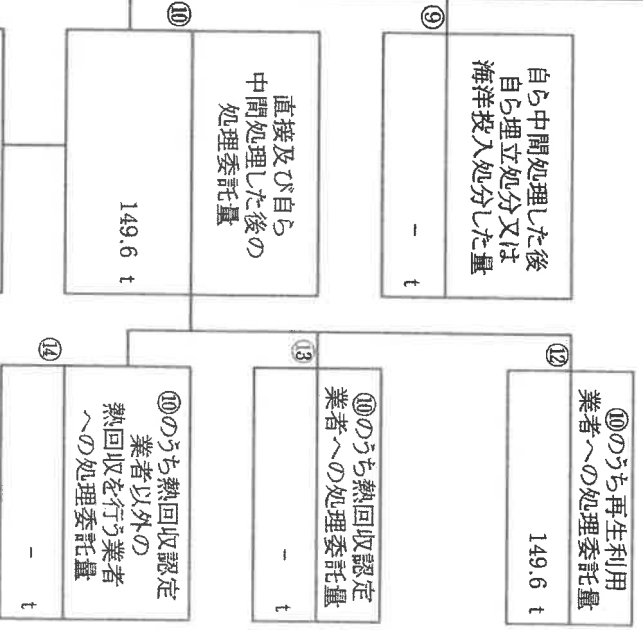 ⑨
自ら中間処理した後
自ら埋立処分又は
海洋投入処分した量
－ t
⑩
直接及び自ら
中間処理した後の
処理委託量
149.6 t
⑫
⑩のうち再生利用
業者への処理委託量
149.6 t
⑬
⑩のうち熱回収認定
業者への処理委託量
－ t
⑭
⑩のうち熱回収認定
業者以外の
熱回収を行う業者
への処理委託量
－ t